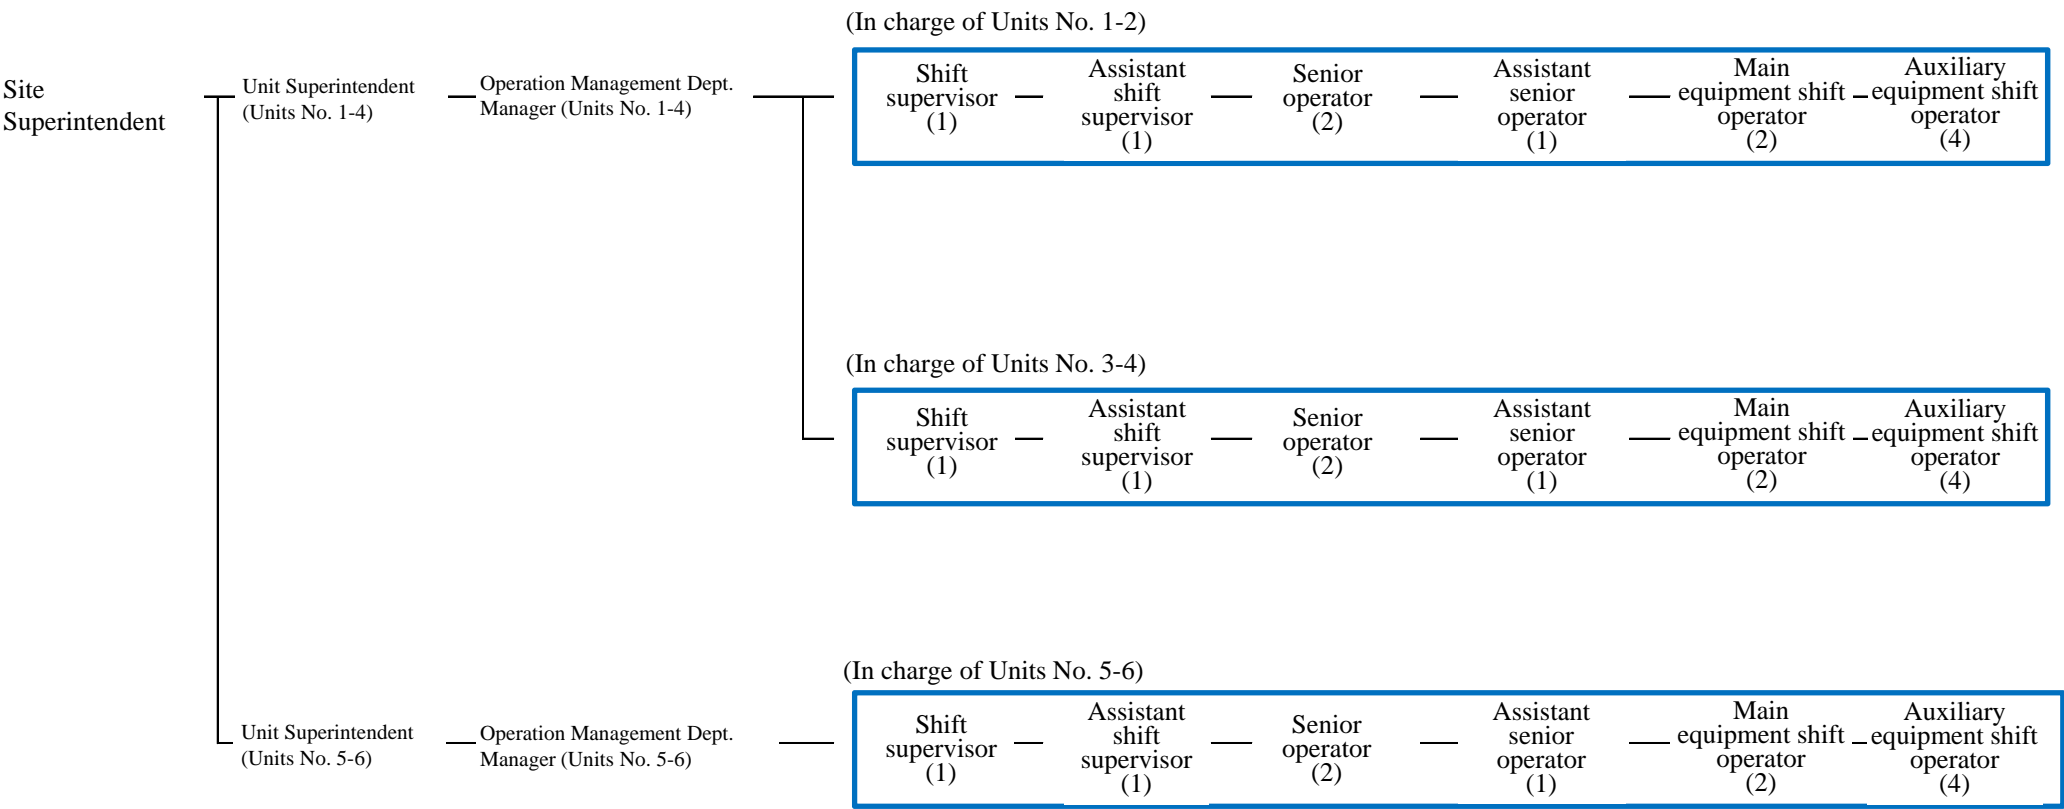 (In charge of Units No. 1-2)
Site
Superintendent
Unit Superintendent
(Units No. 1-4)
Operation Management Dept.
Manager (Units No. 1-4)
Shift
supervisor
(1)
Assistant
shift
supervisor
(1)
Senior
operator
(2)
Assistant
senior
operator
(1)
Main
equipment shift
operator
(2)
Auxiliary
equipment shift
operator
(4)
(In charge of Units No. 3-4)
Shift
supervisor
(1)
Assistant
shift
supervisor
(1)
Senior
operator
(2)
Assistant
senior
operator
(1)
Main
equipment shift
operator
(2)
Auxiliary
equipment shift
operator
(4)
(In charge of Units No. 5-6)
Unit Superintendent
(Units No. 5-6)
Operation Management Dept.
Manager (Units No. 5-6)
Shift
supervisor
(1)
Assistant
shift
supervisor
(1)
Senior
operator
(2)
Assistant
senior
operator
(1)
Main
equipment shift
operator
(2)
Auxiliary
equipment shift
operator
(4)